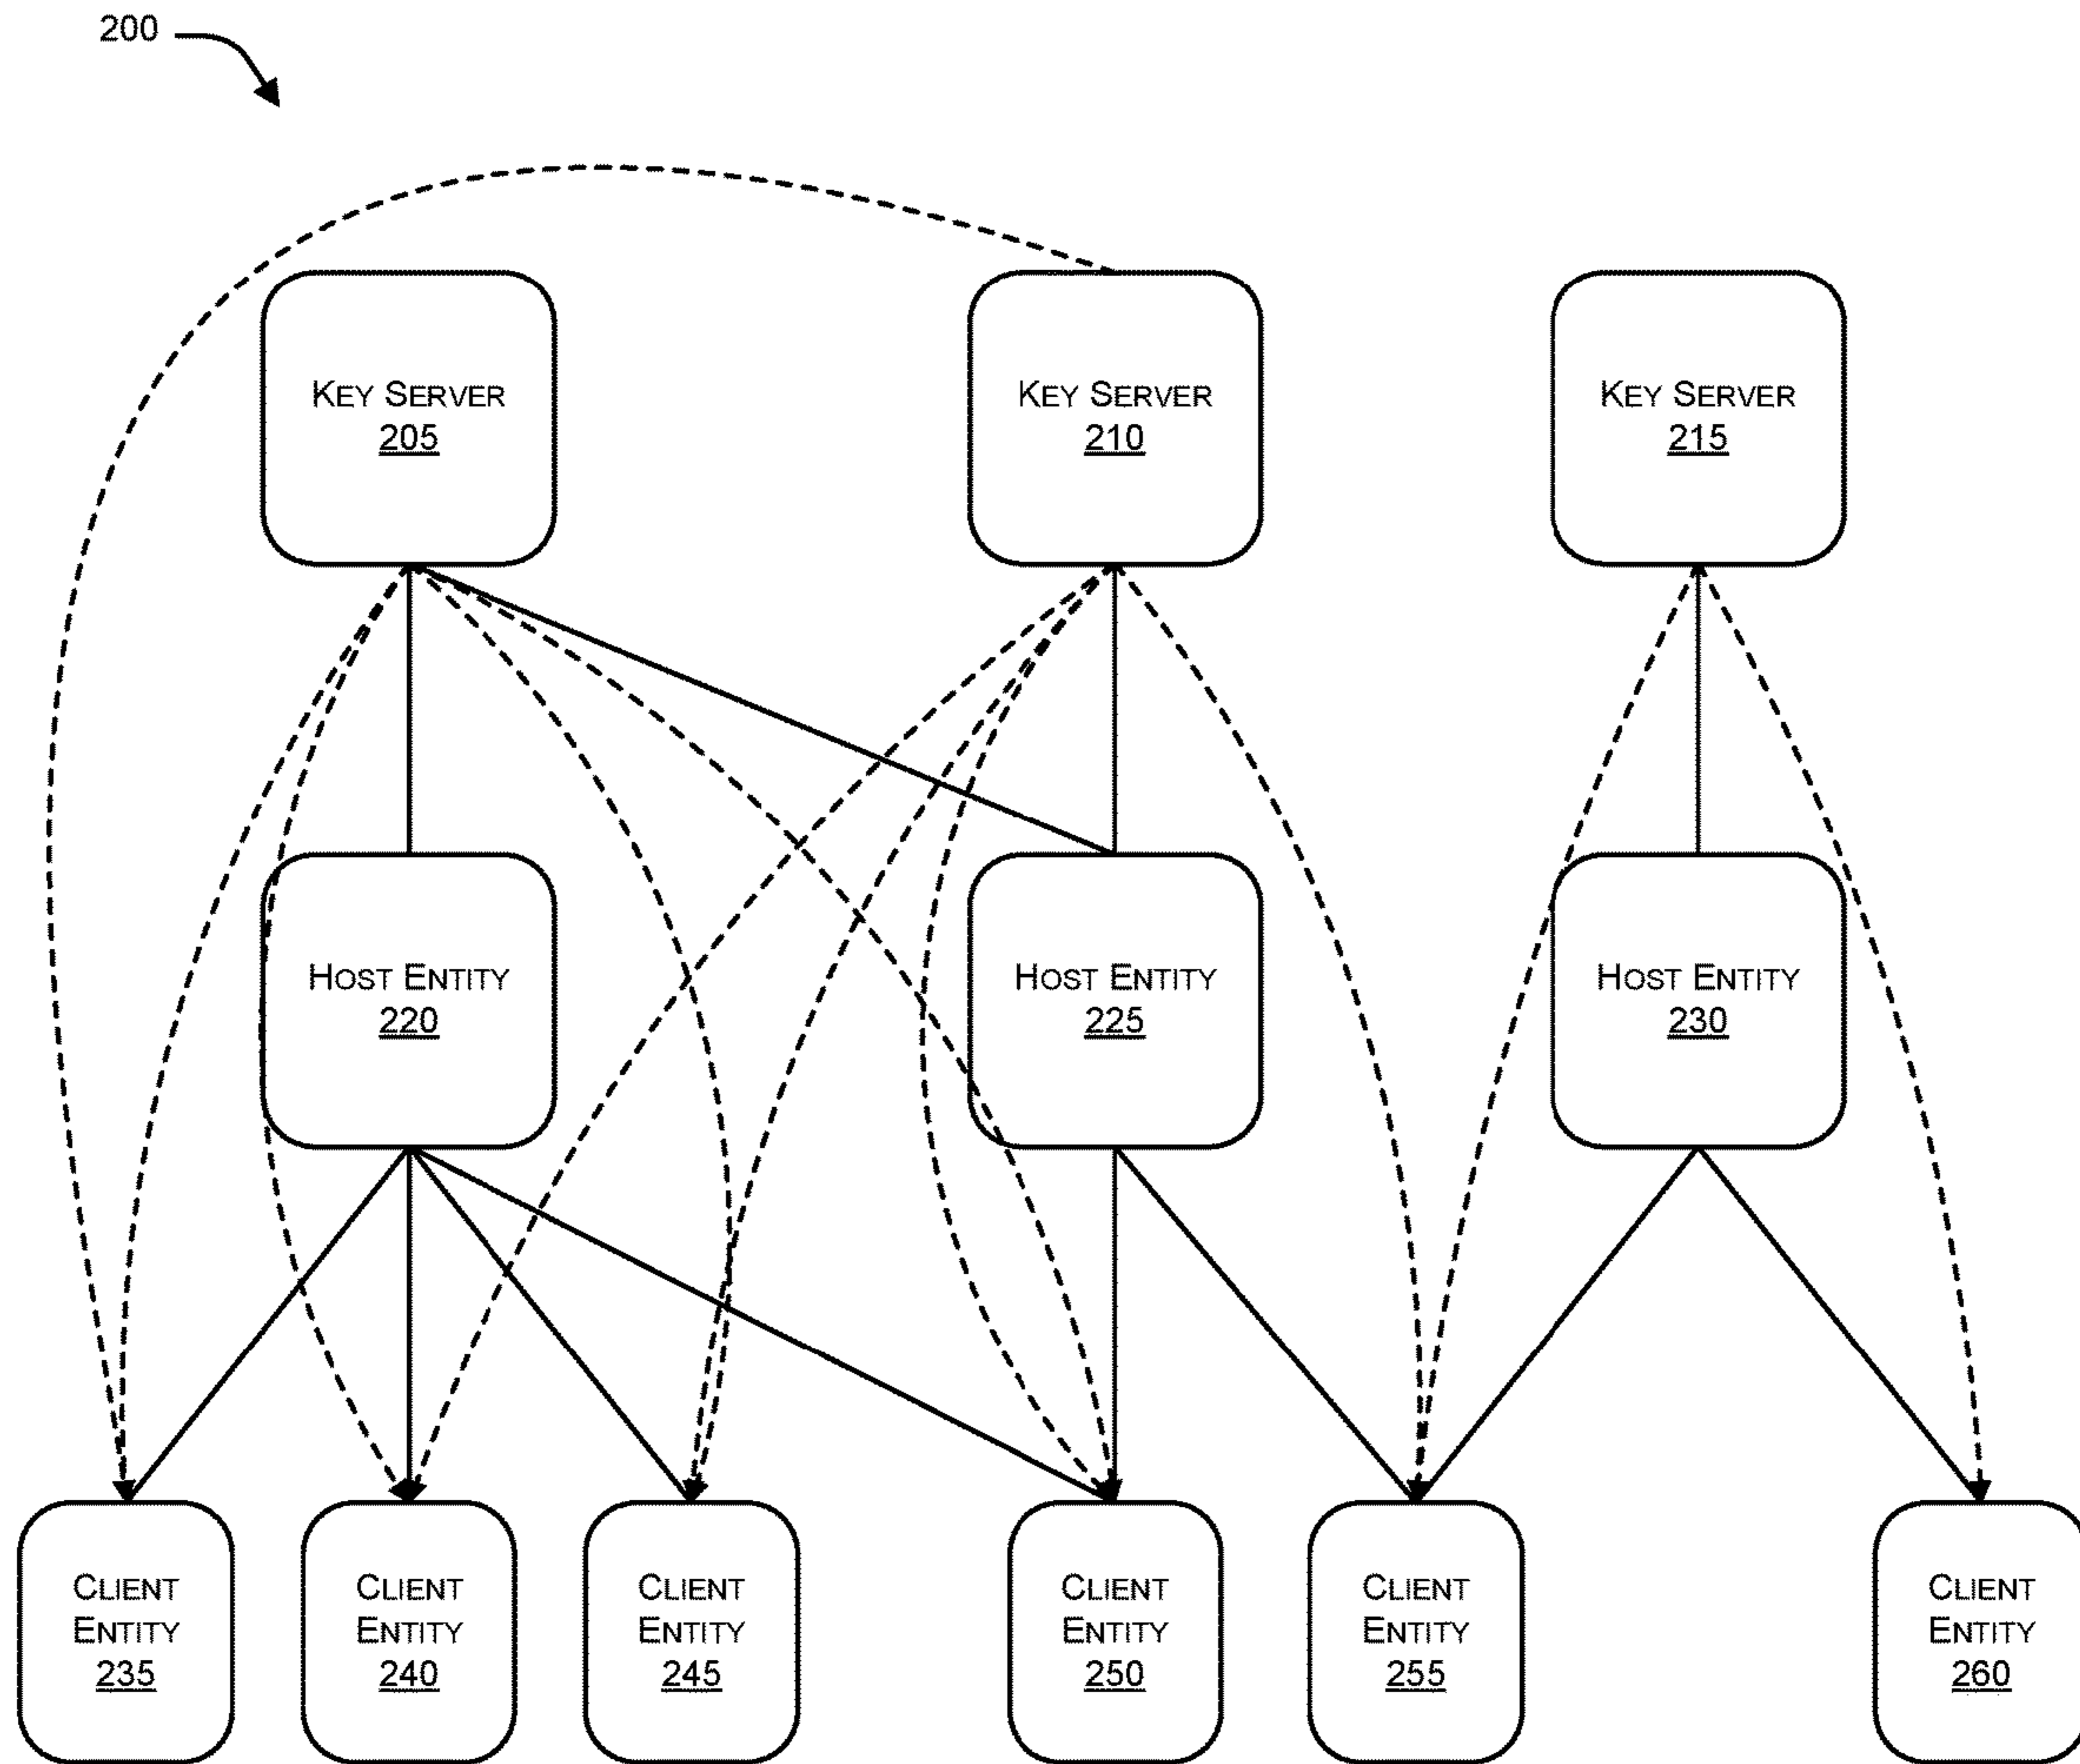 200
KEY SERVER
205
KEY SERVER
210
KEY SERVER
215
HOST ENTITY
220
HOST ENTITY
225
HOST ENTITY
230
CLIENT
ENTITY
235
CLIENT
ENTITY
240
CLIENT
ENTITY
245
CLIENT
ENTITY
250
CLIENT
ENTITY
255
CLIENT
ENTITY
260